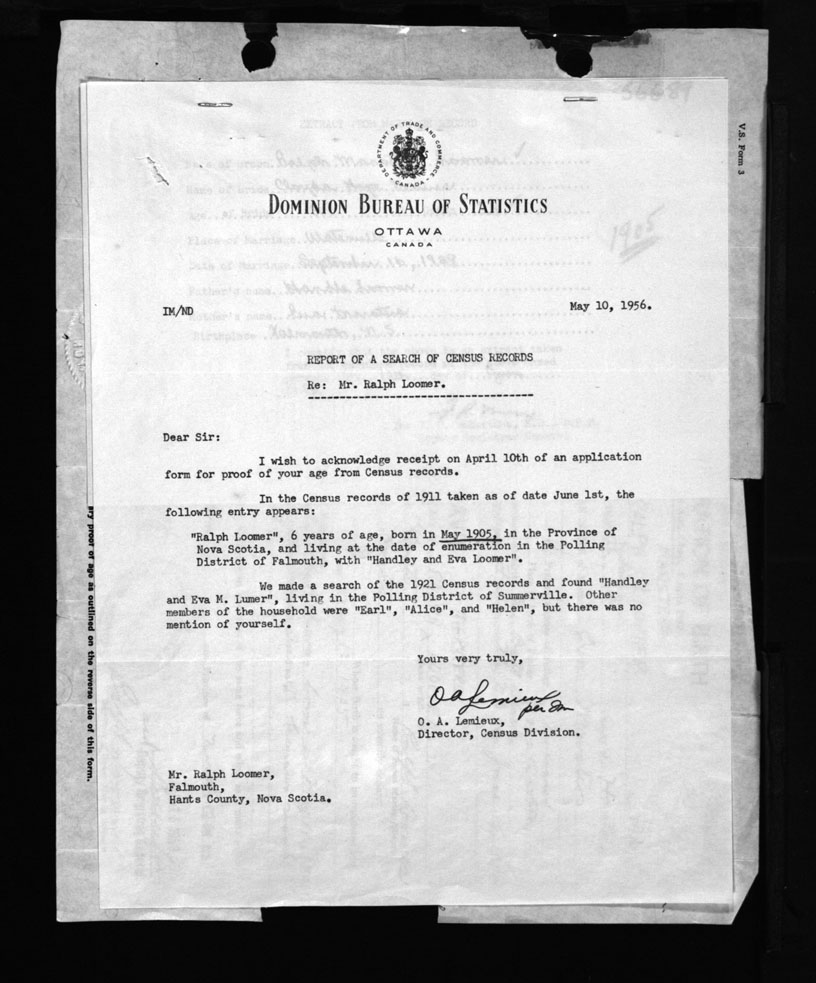 56687
V.S. Form 3
DEPARTMENT OF TRADE AND COMMERCE
CANADA
DOMINION BUREAU OF STATISTICS
OTTAWA
CANADA
1905
IM/ND
May 10, 1956.
REPORT OF A SEARCH OF CENSUS RECORDS
Re: Mr. Ralph Loomer.
Dear Sir:
I wish to acknowledge receipt on April 10th of an application
form for proof of your age from Census records.
In the Census records of 1911 taken as of date June 1st, the
following entry appears:
"Ralph Loomer", 6 years of age, born in May 1905, in the Province of
Nova Scotia, and living at the date of enumeration in the Polling
District of Falmouth, with "Handley and Eva Loomer".
We made a search of the 1921 Census records and found "Handley
and Eva M. Lumer", living in the Polling District of Summerville. Other
members of the household were "Earl", "Alice", and "Helen", but there was no
mention of yourself.
Yours very truly,
O A Lemieux
per
O. A. Lemieux,
Director, Census Division.
Mr. Ralph Loomer,
Falmouth,
Hants County, Nova Scotia.
ary proof of age as outlined on the reverse side of this form.